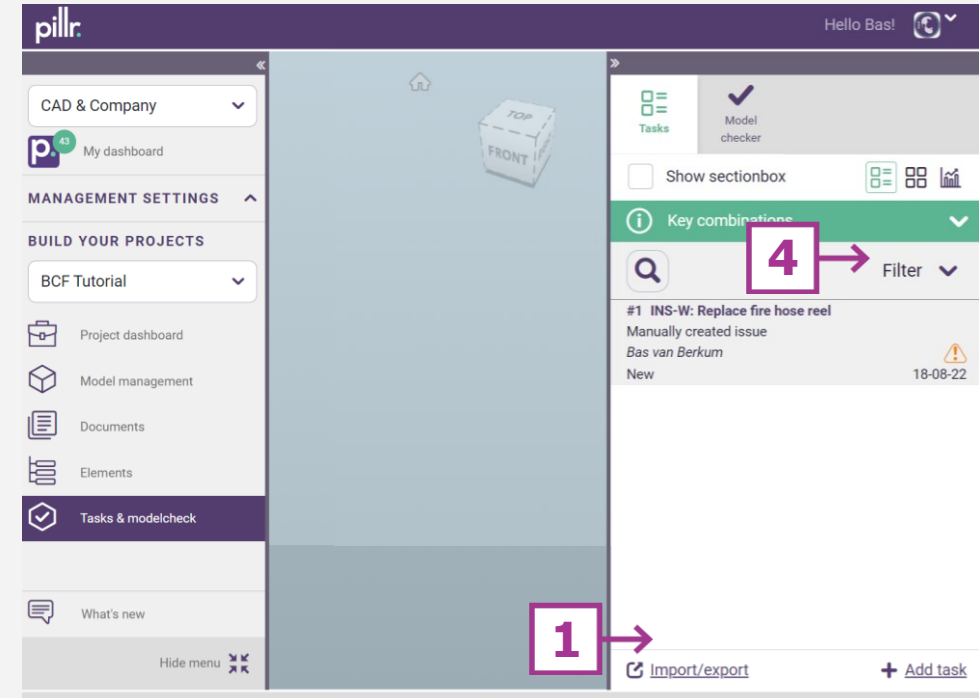 pillr.
Hello Bas!
«
»
CAD & Company
p.
43
My dashboard
MANAGEMENT SETTINGS
BUILD YOUR PROJECTS
BCF Tutorial
Project dashboard
Model management
Documents
Elements
Tasks & modelcheck
What's new
Hide menu
TOP
FRONT
Tasks
Model
checker
Show sectionbox
Key combinations
4
Filter
#1 INS-W: Replace fire hose reel
Manually created issue
Bas van Berkum
New 18-08-22
1
Import/export + Add task